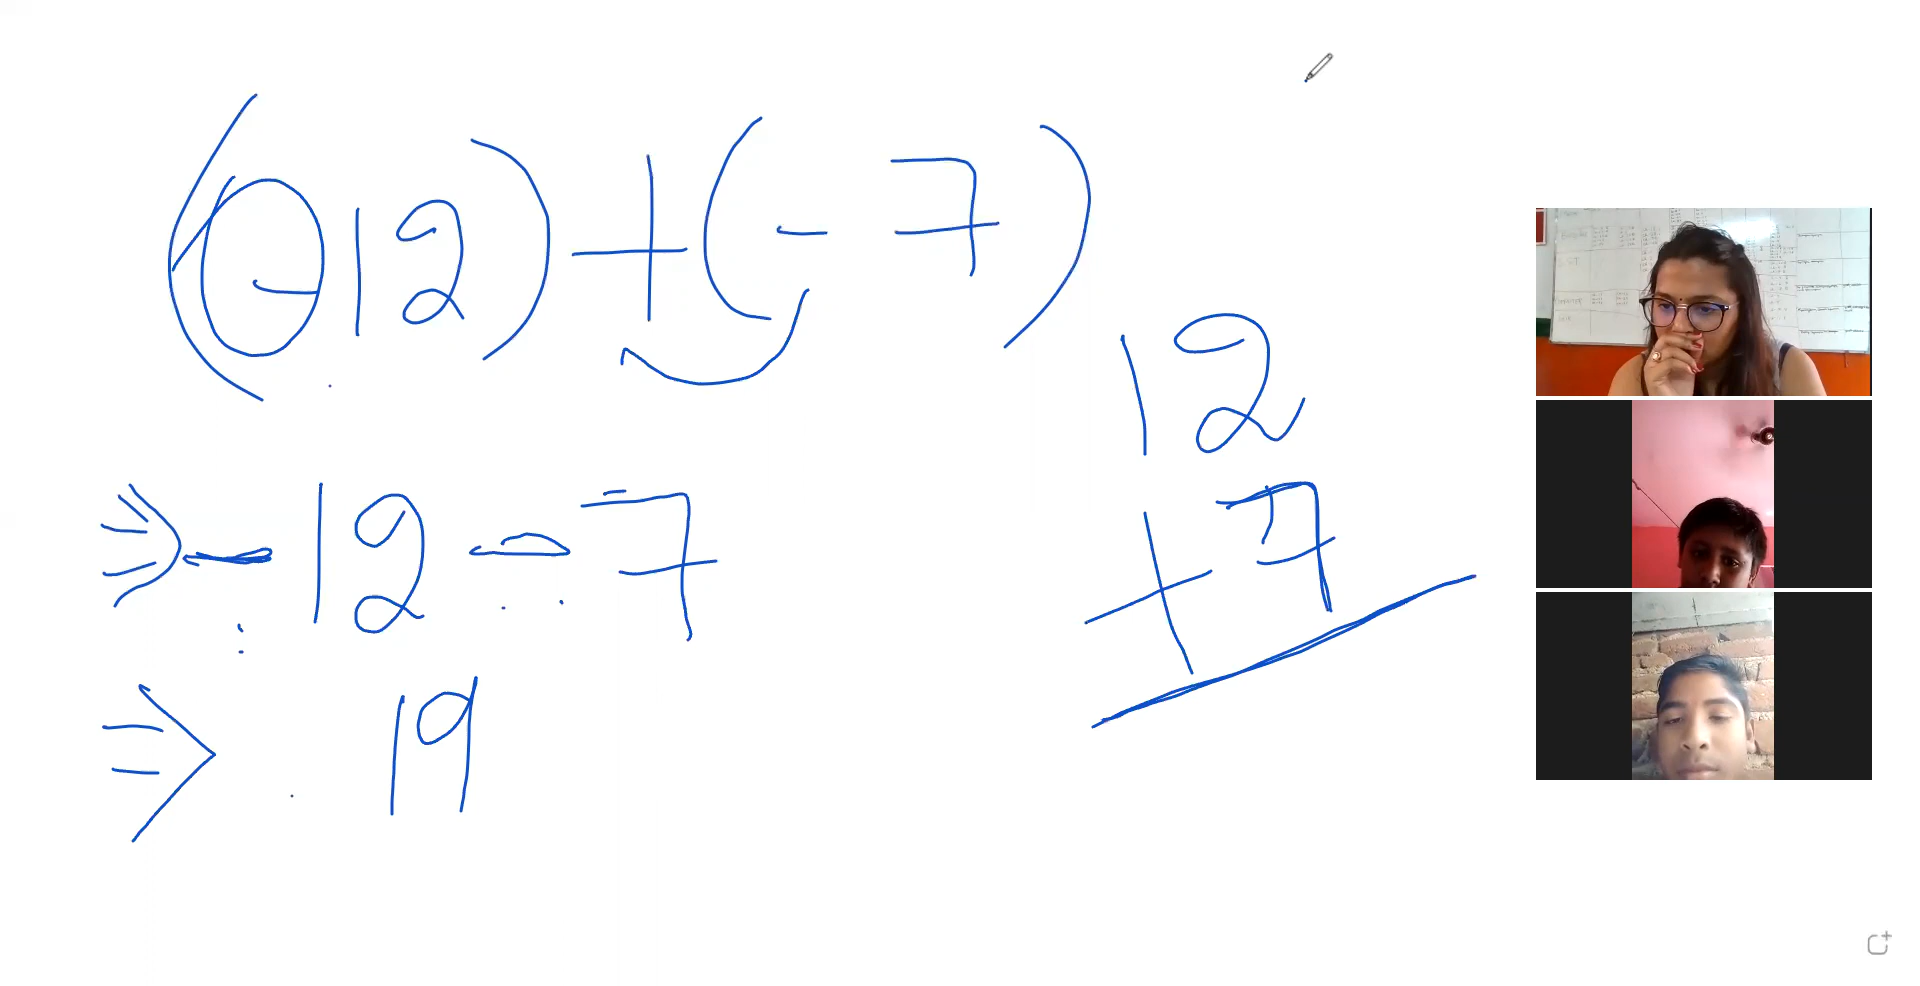 (-12) + (-7)
⇒ -12 - 7
⇒ 19
12
+ 7